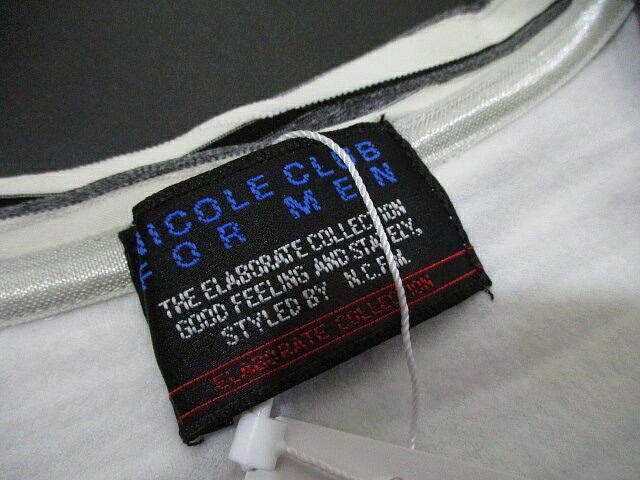 NICOLE CLUB
FOR MEN
THE ELABORATE COLLECTION
GOOD FEELING AND STATELY,
STYLED BY N.C.F.M.
ELABORATE COLLECTION